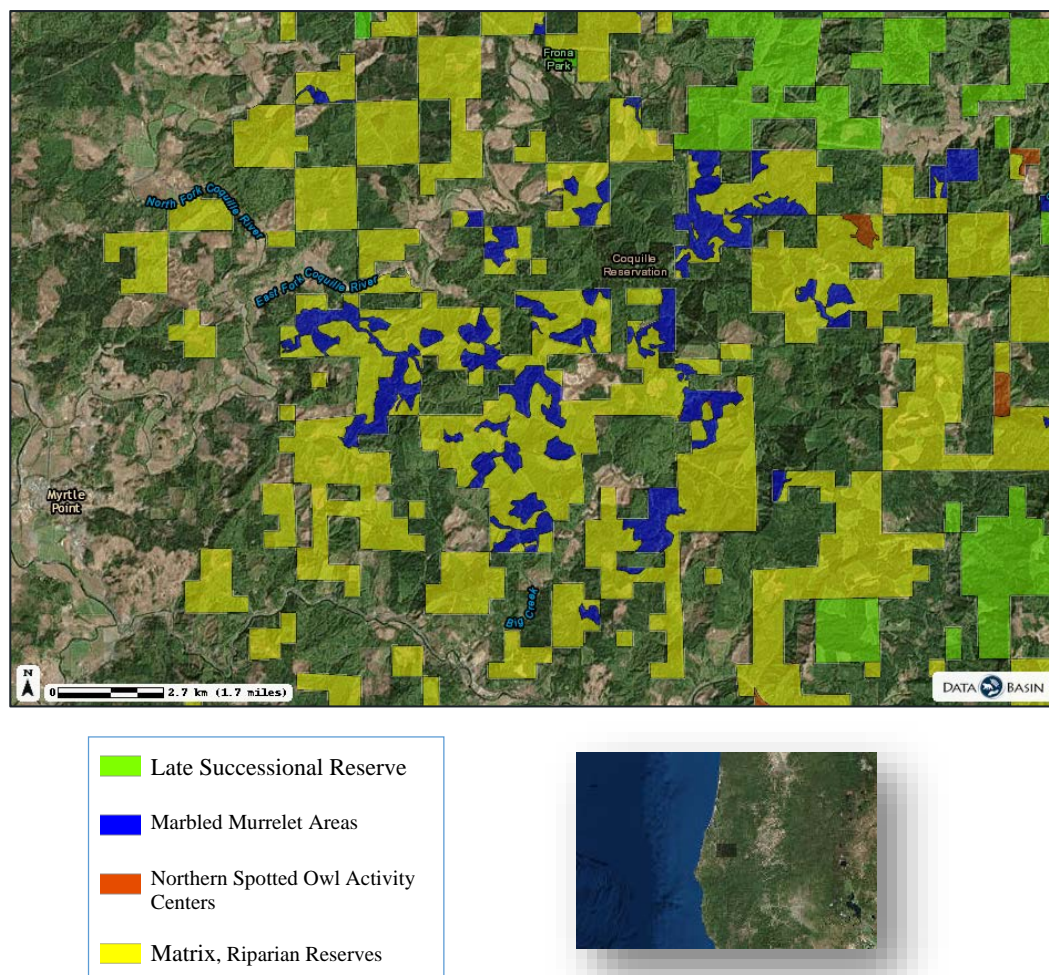 Frona
Park
North Fork Coquille River
Coquille
Reservation
East Fork Coquille River
Myrtle
Point
Big Creek
N
0 2.7 km (1.7 miles)
DATA BASIN
Late Successional Reserve
Marbled Murrelet Areas
Northern Spotted Owl Activity
Centers
Matrix, Riparian Reserves